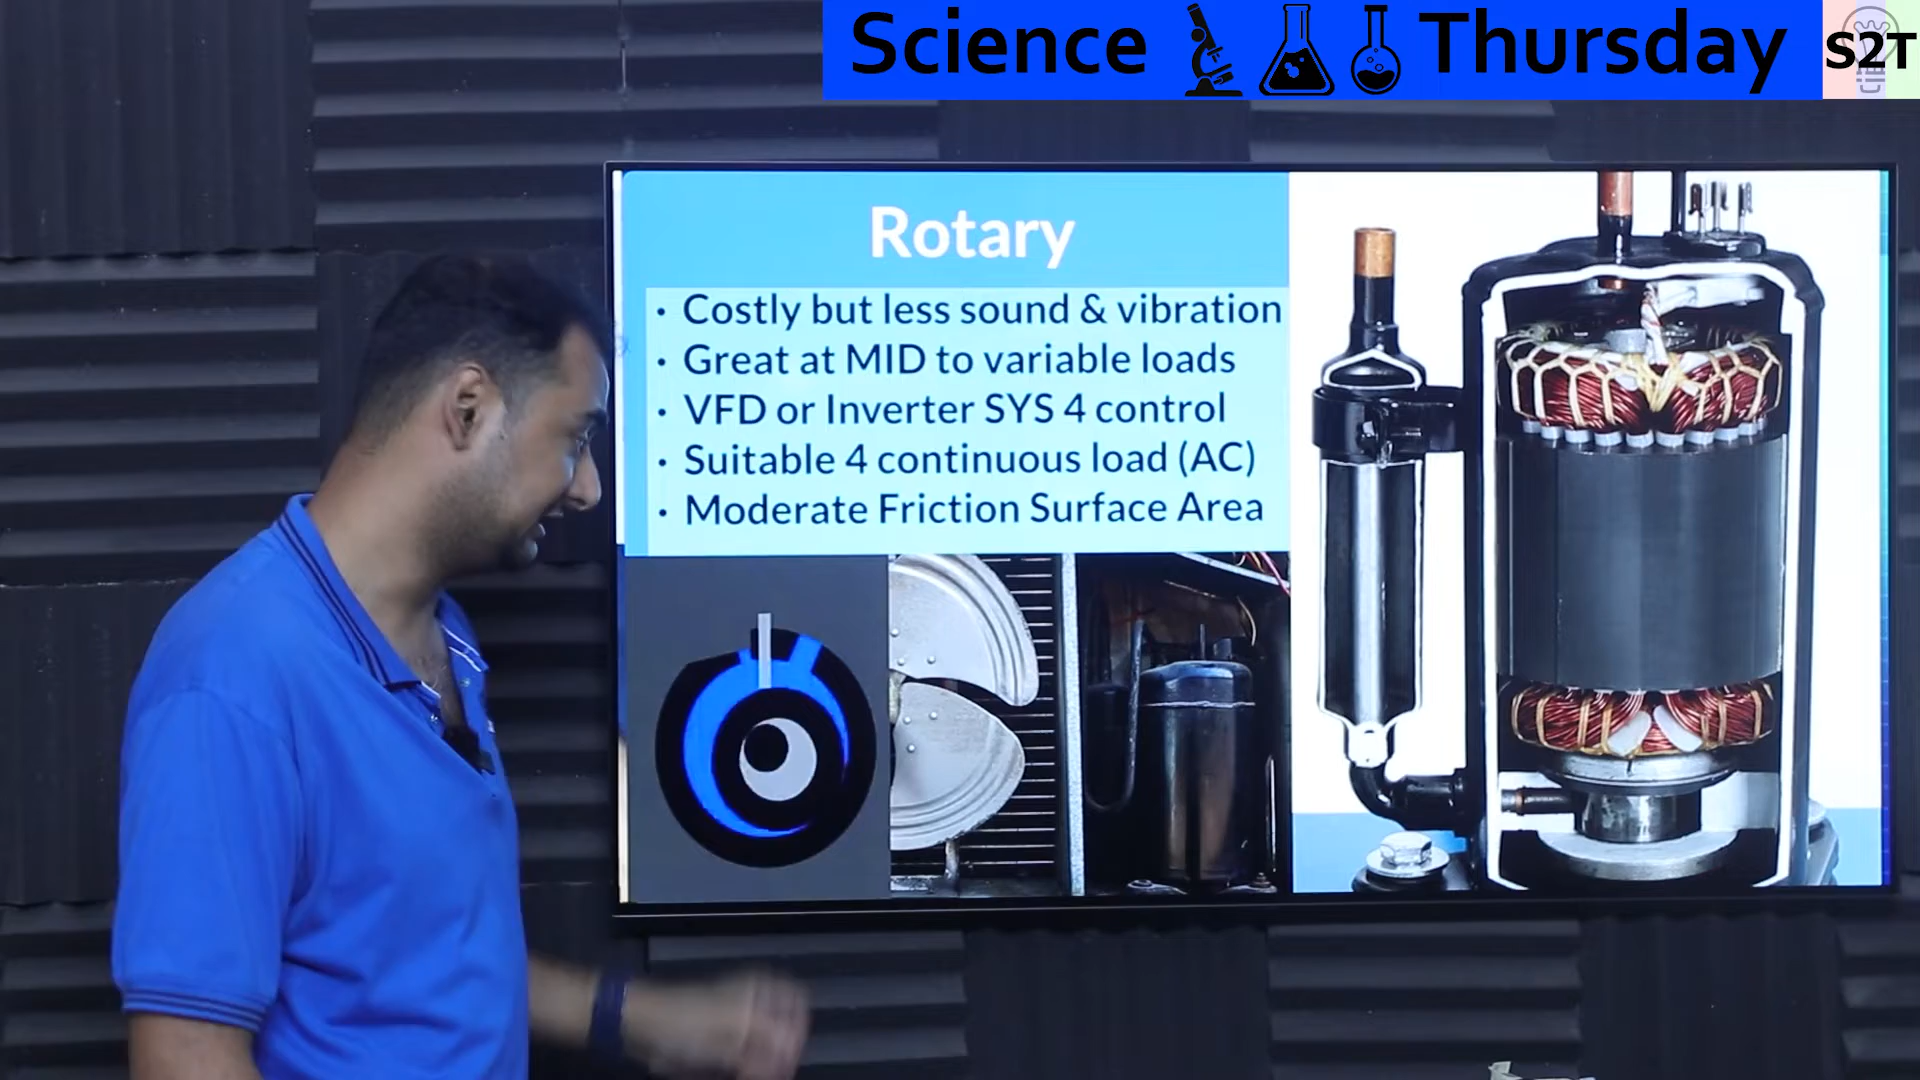 Science Thursday S2T
Rotary
• Costly but less sound & vibration
• Great at MID to variable loads
• VFD or Inverter SYS 4 control
• Suitable 4 continuous load (AC)
• Moderate Friction Surface Area